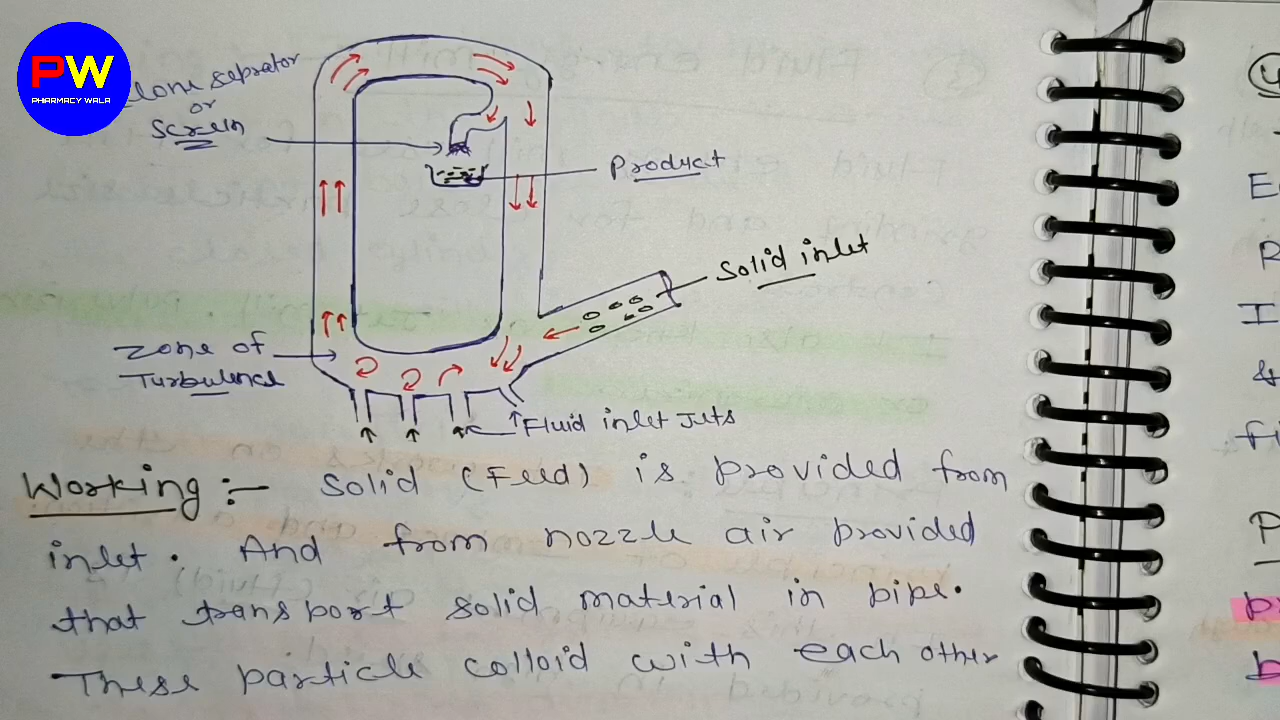 PW
PHARMACY WALA
seprator
or
Screen
Product
Solid inlet
Zone of
Turbulence
Fluid inlet Jets
Working :- Solid (Feed) is provided from
inlet. And from nozzle air provided
that transport solid material in pipe.
These particle colloid with each other
4
&